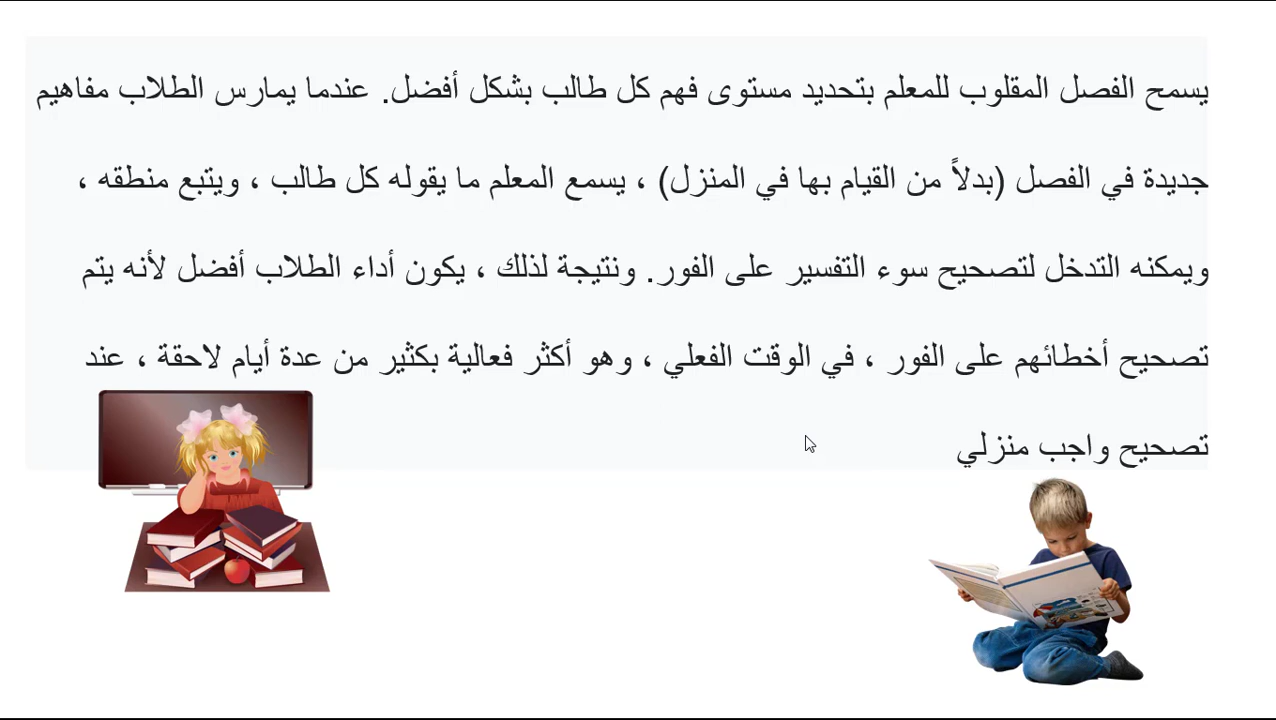 يسمح الفصل المقلوب للمعلم بتحديد مستوى فهم كل طالب بشكل أفضل. عندما يمارس الطلاب مفاهيم
جديدة في الفصل (بدلاً من القيام بها في المنزل) ، يسمع المعلم ما يقوله كل طالب ، ويتبع منطقه ،
ويمكنه التدخل لتصحيح سوء التفسير على الفور. ونتيجة لذلك ، يكون أداء الطلاب أفضل لأنه يتم
تصحيح أخطائهم على الفور ، في الوقت الفعلي ، وهو أكثر فعالية بكثير من عدة أيام لاحقة ، عند
تصحيح واجب منزلي